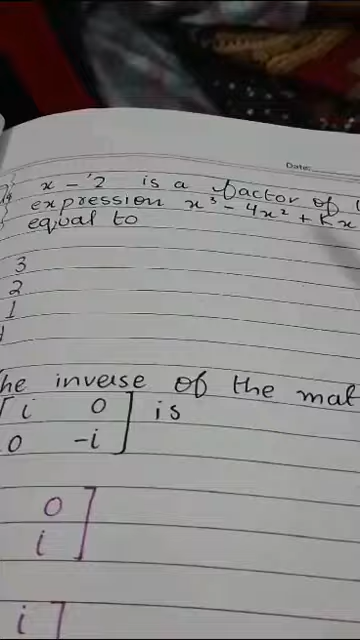 Date:
x - 2 is a factor of
expression x³ - 4x² + kx
equal to
3
2
1
he inverse of the mat
[i 0
0 -i] is
0
i]
i]